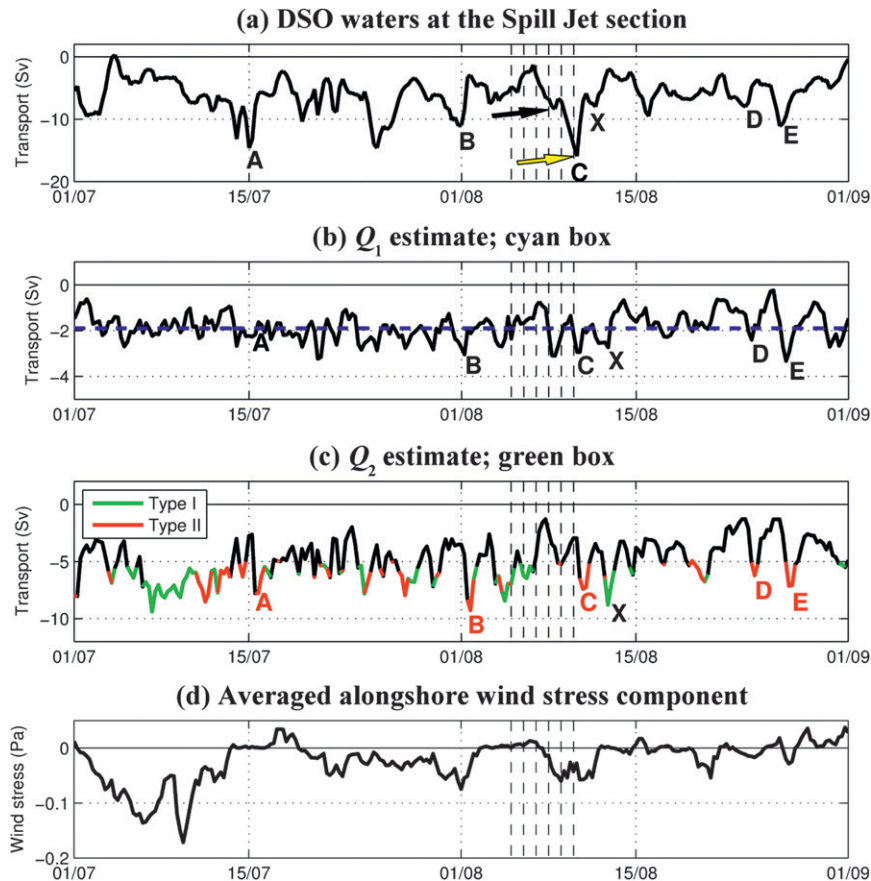 (a) DSO waters at the Spill Jet section
Transport (Sv)
0
−10
−20
A
B
C
X
D
E
01/07
15/07
01/08
15/08
01/09
(b) Q1 estimate; cyan box
Transport (Sv)
0
−2
−4
A
B
C
X
D
E
01/07
15/07
01/08
15/08
01/09
(c) Q2 estimate; green box
Transport (Sv)
0
−5
−10
Type I
Type II
A
B
C
X
D
E
01/07
15/07
01/08
15/08
01/09
(d) Averaged alongshore wind stress component
Wind stress (Pa)
0
−0.1
−0.2
01/07
15/07
01/08
15/08
01/09